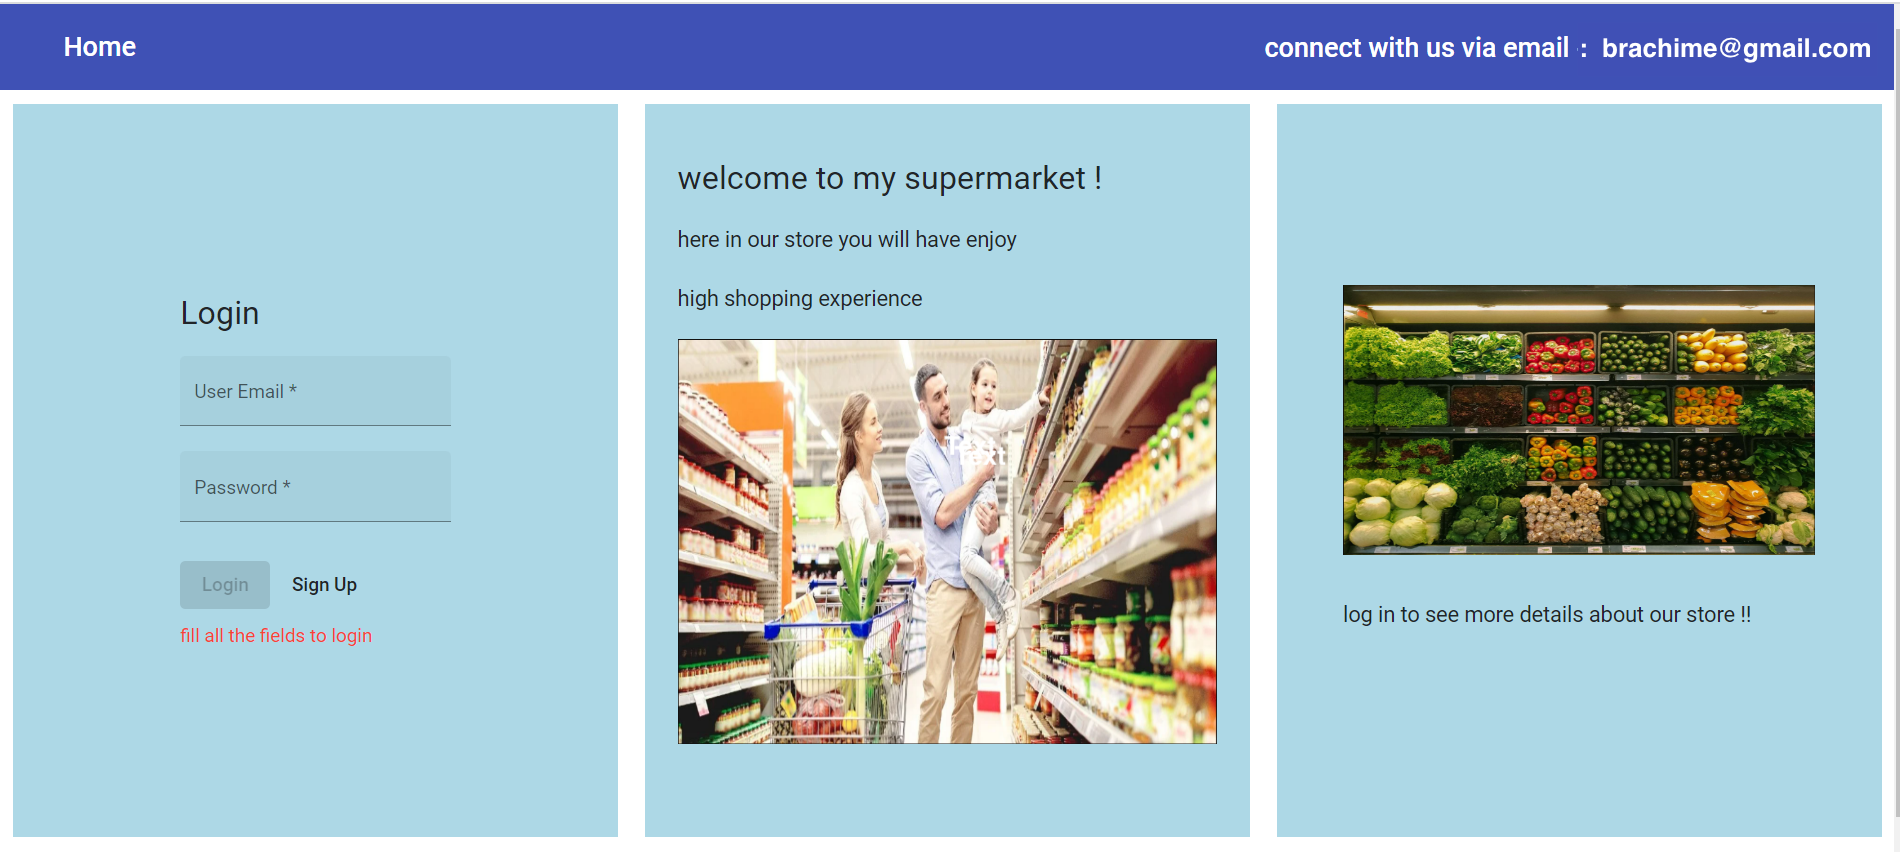 Home
connect with us via email : brachime@gmail.com
Login
User Email *
Password *
Login
Sign Up
fill all the fields to login
welcome to my supermarket !
here in our store you will have enjoy
high shopping experience
Text
Text
log in to see more details about our store !!